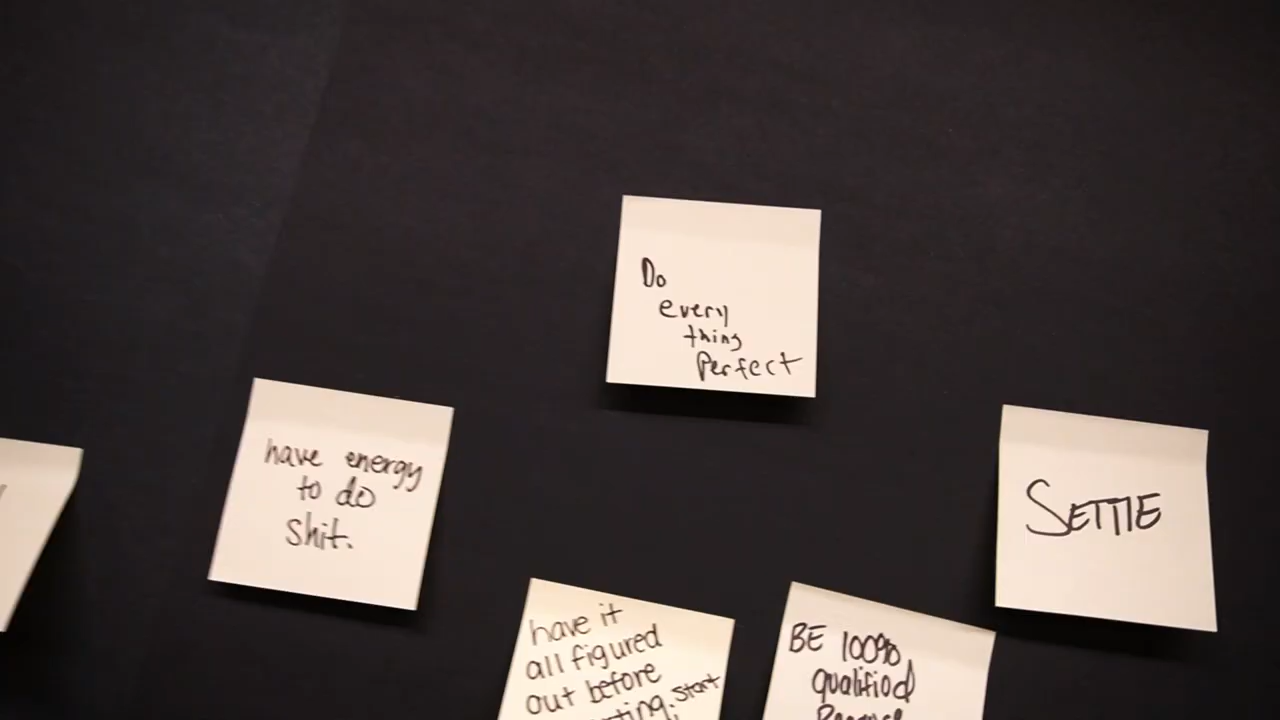 Do
every
thing
Perfect
have energy
to do
shit.
SETTlE
have it
all figured
out before
start
BE 100%
qualified